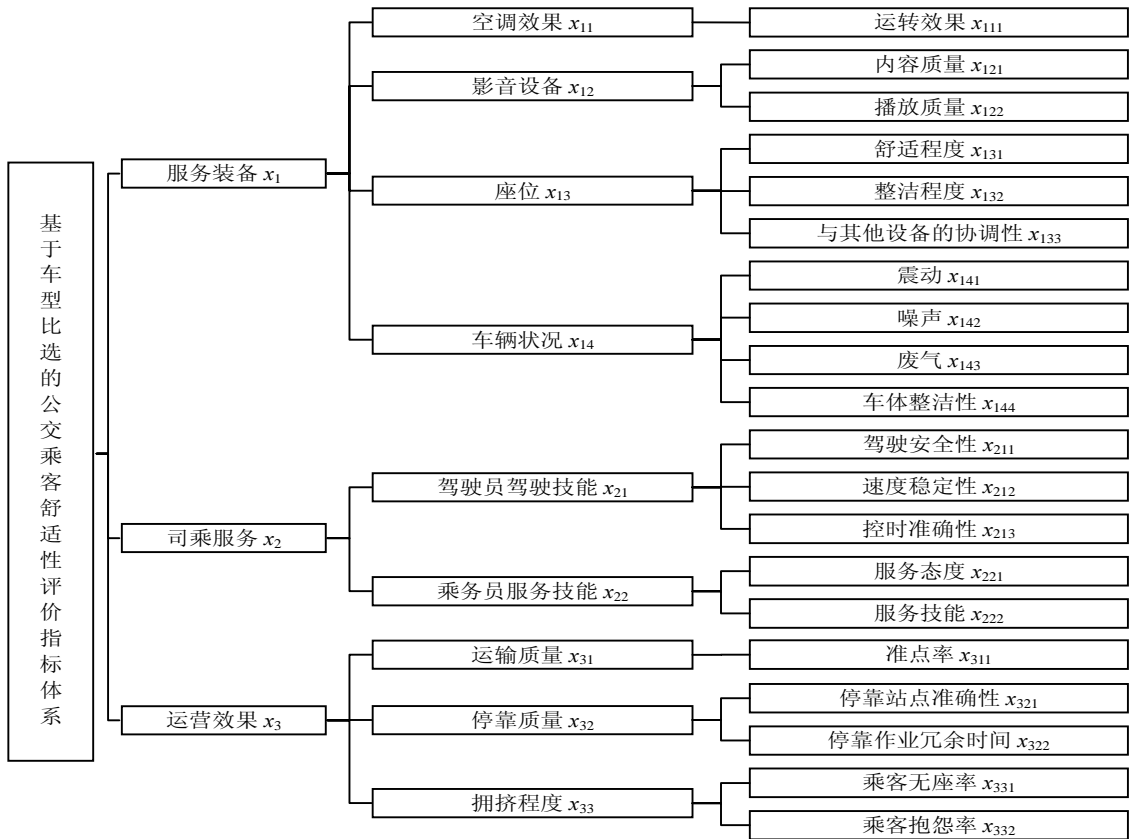 基于车型比选的公交乘客舒适性评价指标体系
服务装备 x1
空调效果 x11
运转效果 x111
影音设备 x12
内容质量 x121
播放质量 x122
座位 x13
舒适程度 x131
整洁程度 x132
与其他设备的协调性 x133
车辆状况 x14
震动 x141
噪声 x142
废气 x143
车体整洁性 x144
司乘服务 x2
驾驶员驾驶技能 x21
驾驶安全性 x211
速度稳定性 x212
控时准确性 x213
乘务员服务技能 x22
服务态度 x221
服务技能 x222
运营效果 x3
运输质量 x31
准点率 x311
停靠质量 x32
停靠站点准确性 x321
停靠作业冗余时间 x322
拥挤程度 x33
乘客无座率 x331
乘客抱怨率 x332